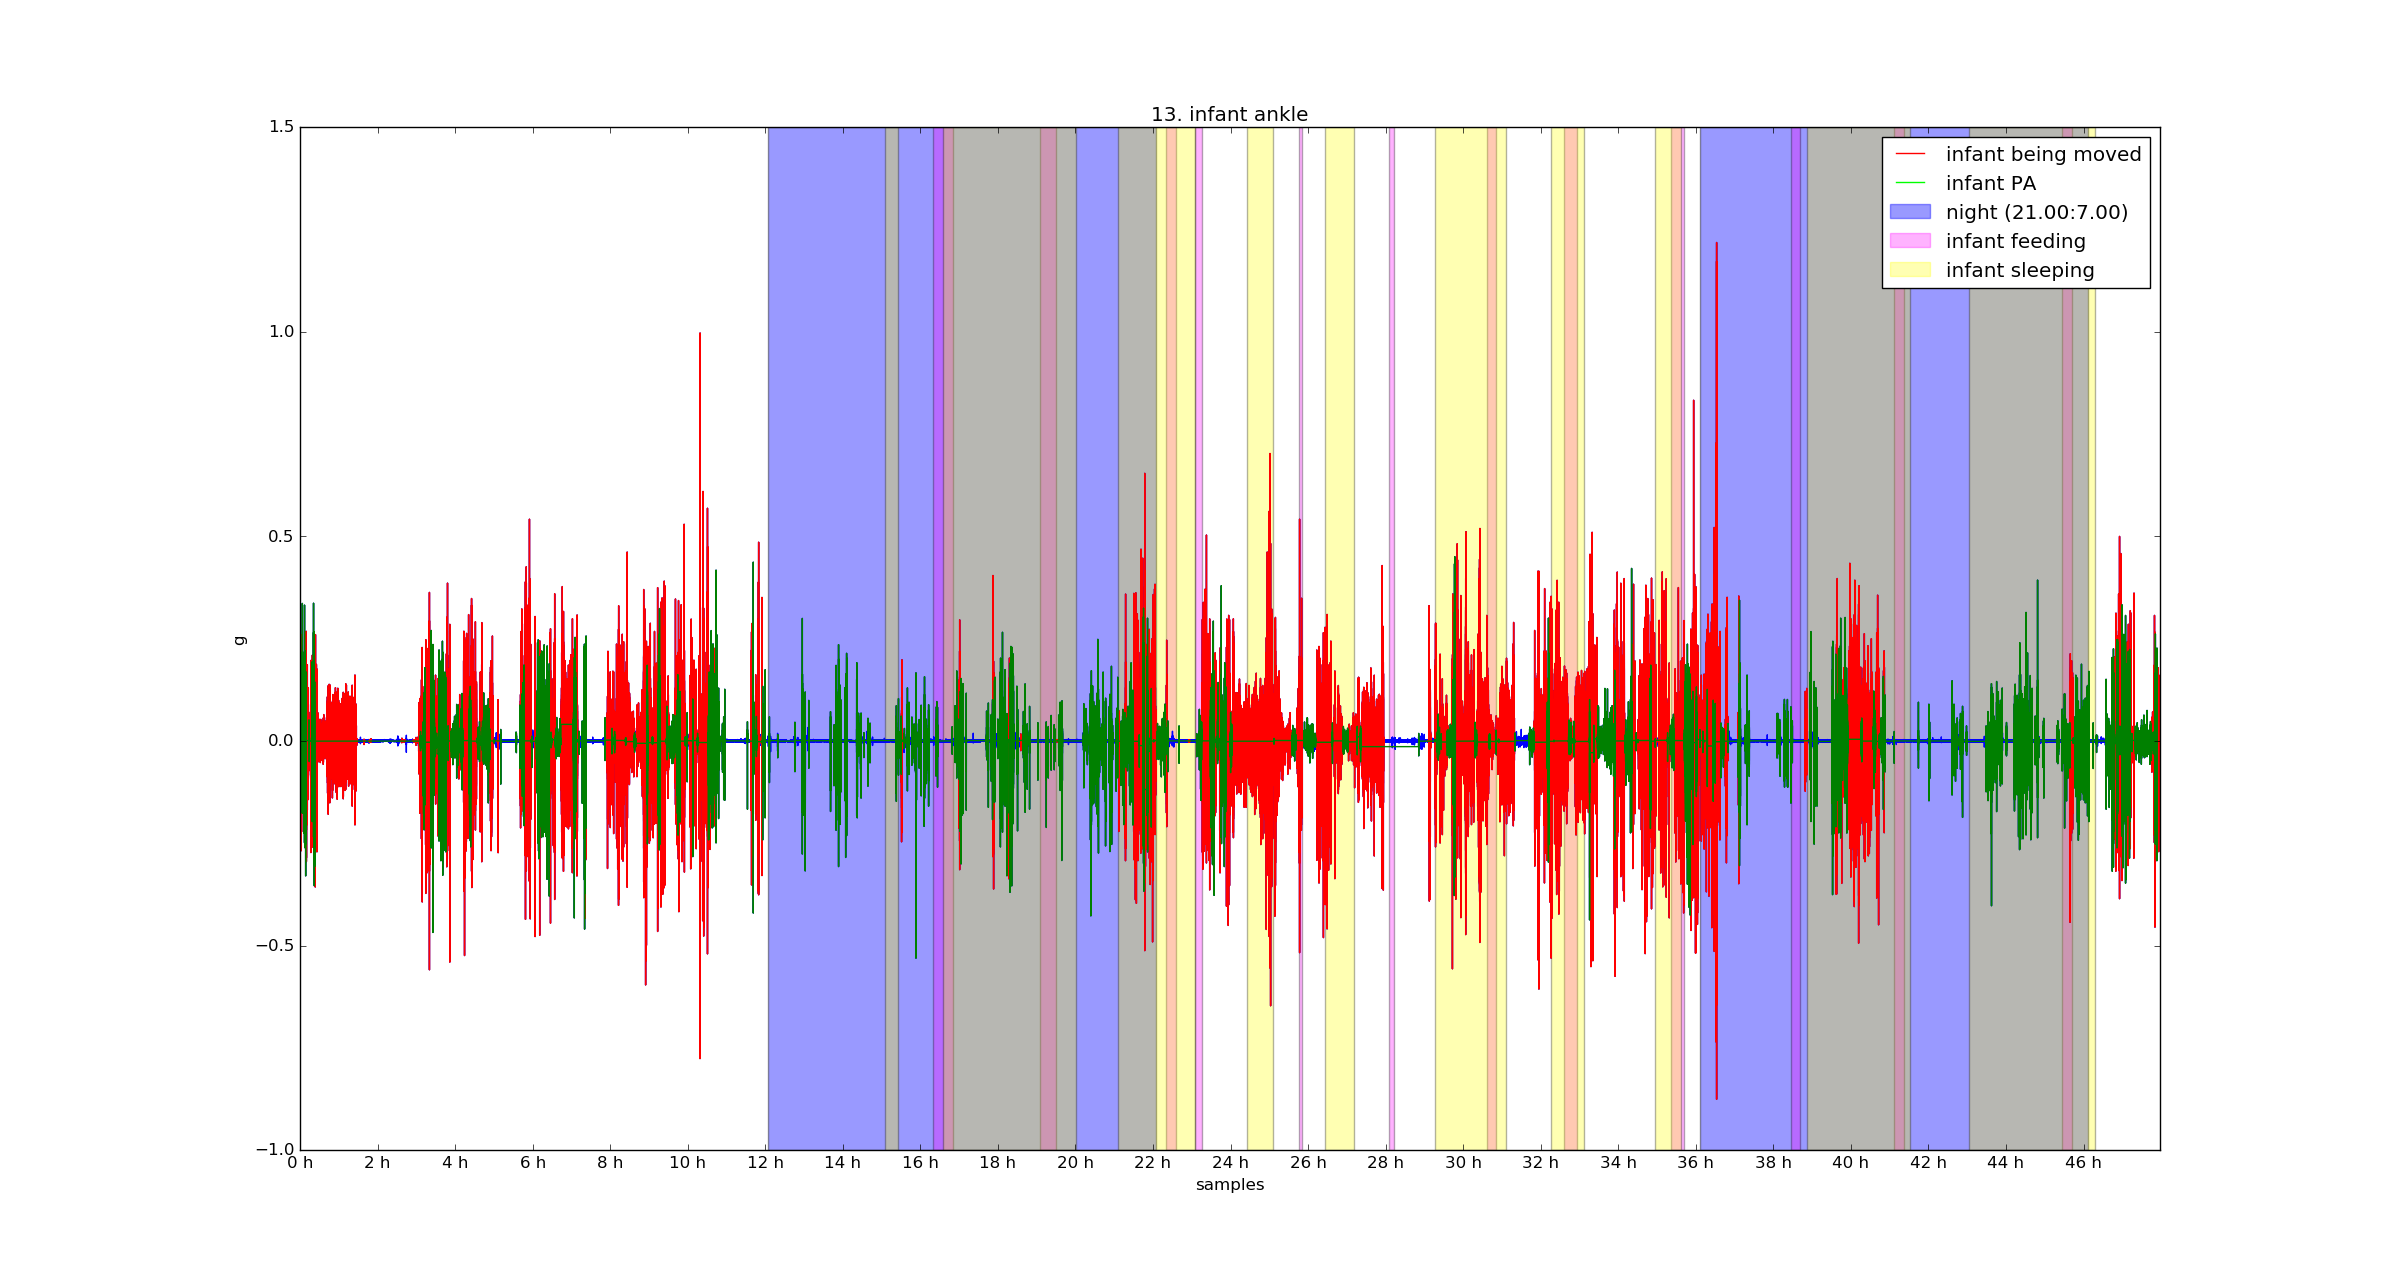 13. infant ankle
1.5
1.0
0.5
0.0
−0.5
−1.0
g
infant being moved
infant PA
night (21.00:7.00)
infant feeding
infant sleeping
0 h 2 h 4 h 6 h 8 h 10 h 12 h 14 h 16 h 18 h 20 h 22 h 24 h 26 h 28 h 30 h 32 h 34 h 36 h 38 h 40 h 42 h 44 h 46 h
samples